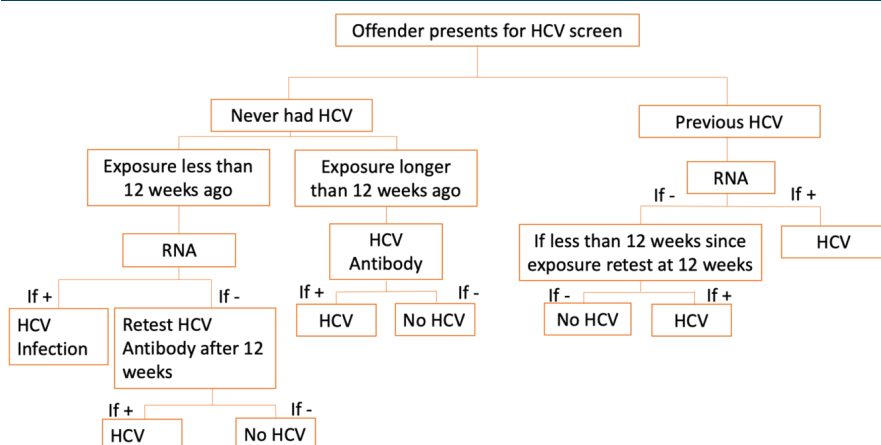 Offender presents for HCV screen
Never had HCV
Previous HCV
Exposure less than
12 weeks ago
Exposure longer
than 12 weeks ago
RNA
If -
If +
RNA
HCV
Antibody
If less than 12 weeks since
exposure retest at 12 weeks
HCV
If +
If -
If +
If -
If -
If +
HCV
Infection
Retest HCV
Antibody after 12
weeks
HCV
No HCV
No HCV
HCV
If +
If -
HCV
No HCV